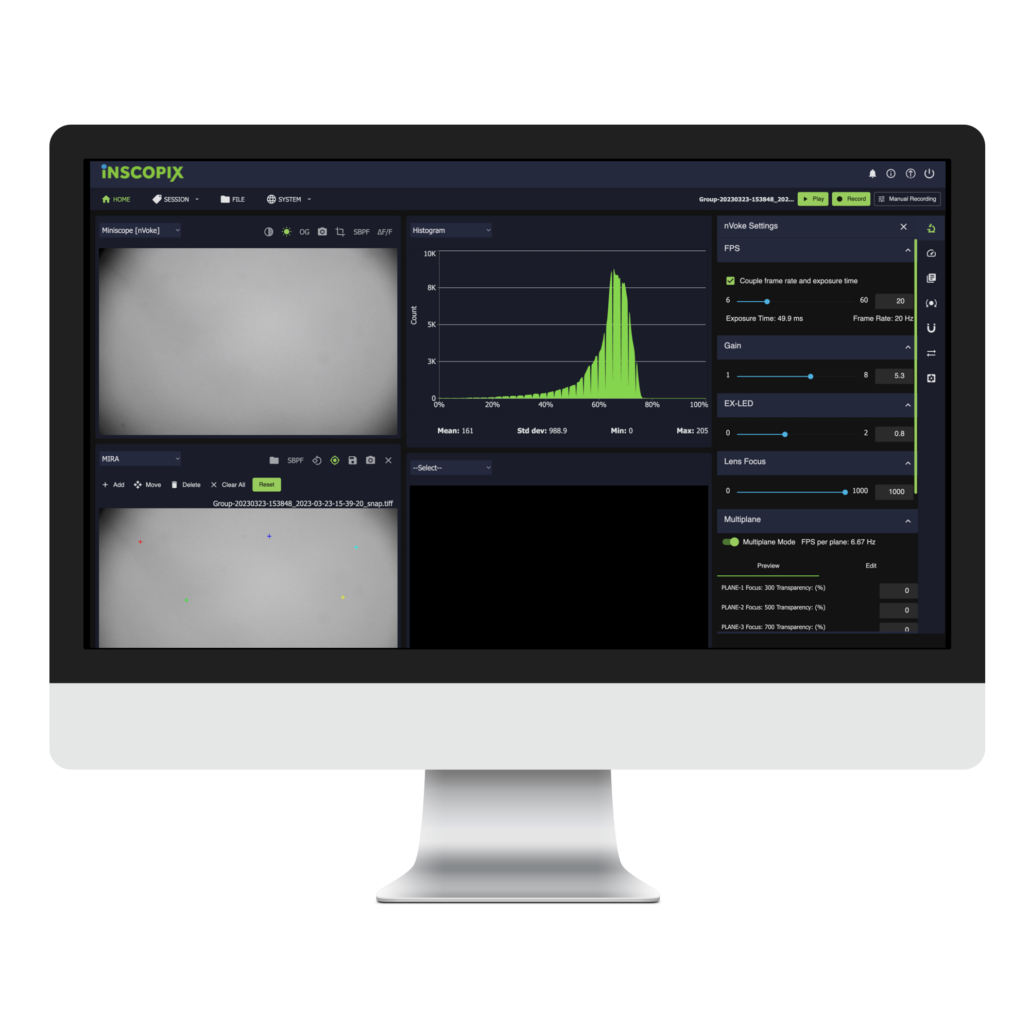 iNSCOPIX
HOME SESSION FILE SYSTEM
Group-20230323-153848_202... Play Record Manual Recording
Miniscope [nVoke]
OG SBPF ΔF/F
Histogram
10K
8K
5K
3K
0
Count
0% 20% 40% 60% 80% 100%
Mean: 161 Std dev: 988.9 Min: 0 Max: 205
MIRA
SBPF
Add Move Delete Clear All Reset
Group-20230323-153848_2023-03-23-15-39-20_snap.tiff
--Select--
nVoke Settings
FPS
Couple frame rate and exposure time
6 60 20
Exposure Time: 49.9 ms Frame Rate: 20 Hz
Gain
1 8 5.3
EX-LED
0 2 0.8
Lens Focus
0 1000 1000
Multiplane
Multiplane Mode FPS per plane: 6.67 Hz
Preview Edit
PLANE-1 Focus: 300 Transparency: (%) 0
PLANE-2 Focus: 500 Transparency: (%) 0
PLANE-3 Focus: 700 Transparency: (%) 0